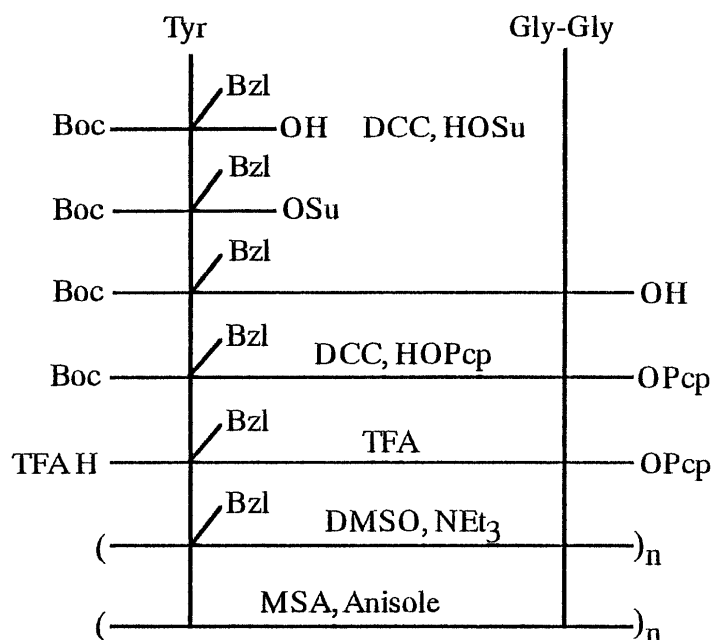 Tyr Gly-Gly
Bzl
Boc OH DCC, HOSu
Bzl
Boc OSu
Bzl
Boc OH
Bzl
DCC, HOPcp
Boc OPcp
Bzl
TFA
TFA H OPcp
Bzl
DMSO, NEt3
( )n
MSA, Anisole
( )n